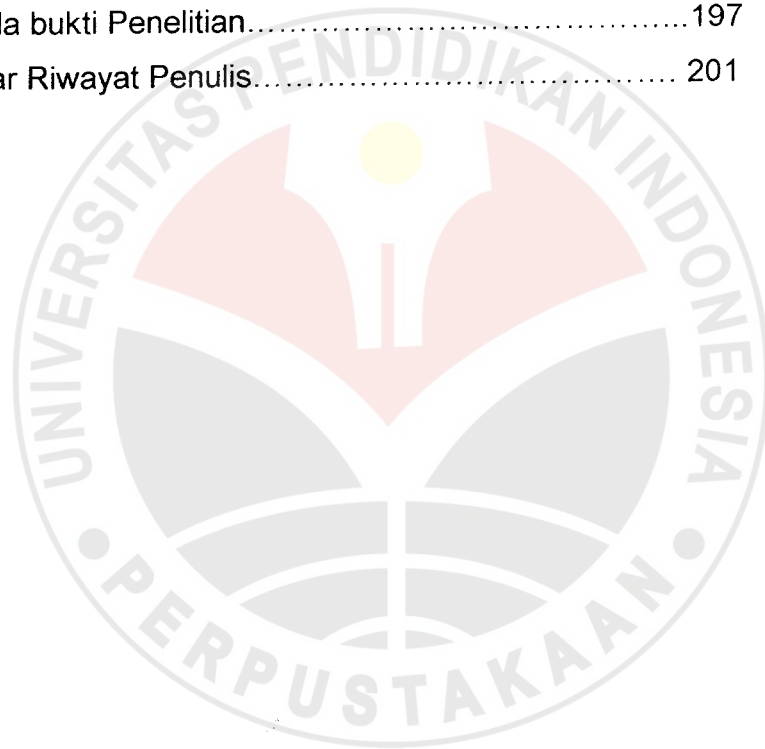 la bukti Penelitian.......................................197
ar Riwayat Penulis..................................... 201
UNIVERSITAS PENDIDIKAN INDONESIA
PERPUSTAKAAN